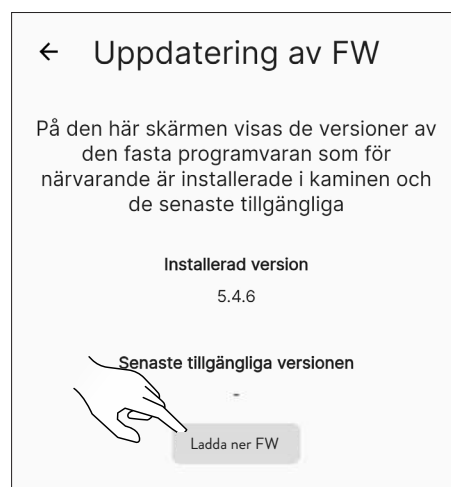 Uppdatering av FW
På den här skärmen visas de versioner av
den fasta programvaran som för
närvarande är installerade i kaminen och
de senaste tillgängliga
Installerad version
5.4.6
Senaste tillgängliga versionen
-
Ladda ner FW